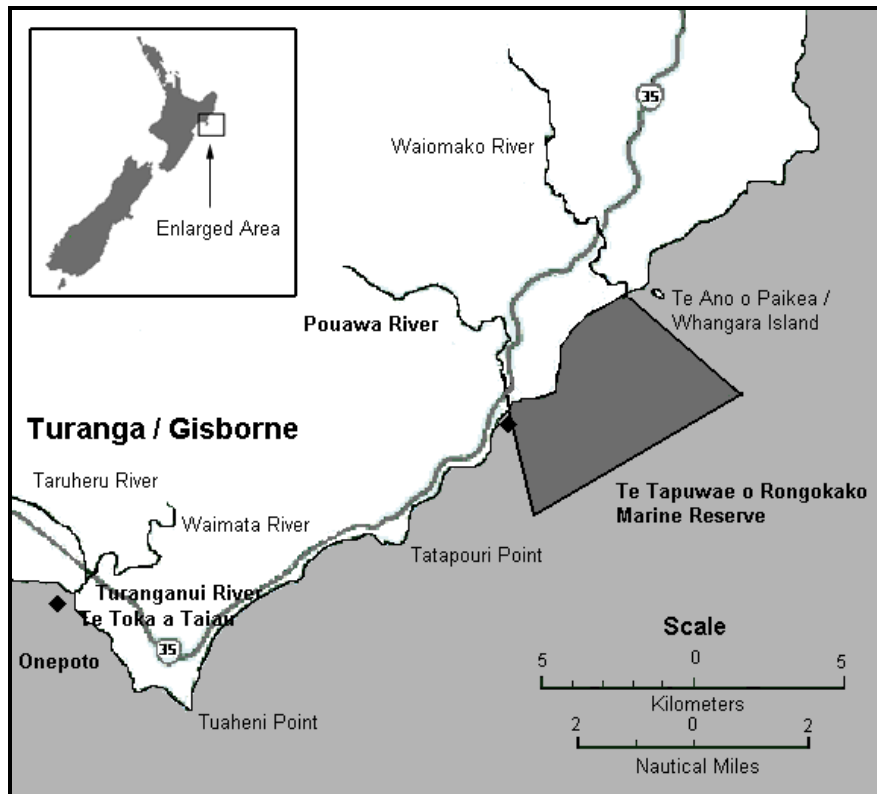 35
Waiomako River
Enlarged Area
Te Ano o Paikea /
Whangara Island
Pouawa River
Turanga / Gisborne
Taruheru River
Waimata River
Te Tapuwae o Rongokako
Marine Reserve
Tatapouri Point
Turanganui River
Te Toka a Taiau
35
Onepoto
Tuaheni Point
Scale
5 0 5
Kilometers
2 0 2
Nautical Miles